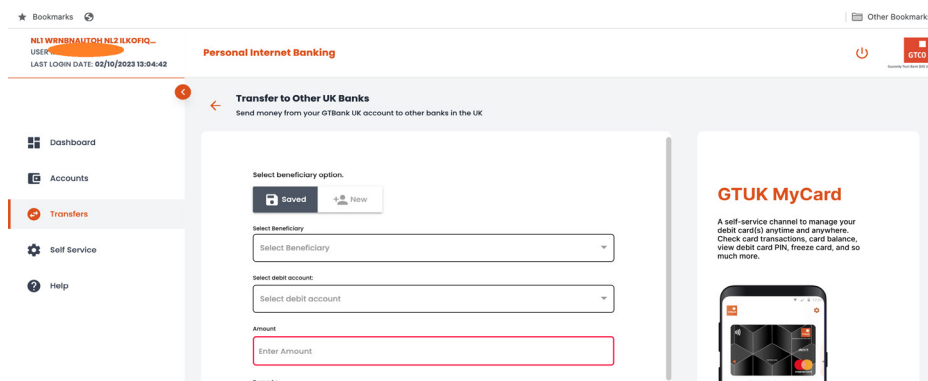 Bookmarks
Other Bookmarks
NL1 WRNBNAUTOH NL2 ILKOFIQ...
USER
LAST LOGIN DATE: 02/10/2023 13:04:42
Personal Internet Banking
GTCO
Transfer to Other UK Banks
Send money from your GTBank UK account to other banks in the UK
Dashboard
Accounts
Transfers
Self Service
Help
Select beneficiary option.
Saved
New
Select Beneficiary
Select Beneficiary
Select debit account:
Select debit account
Amount
Enter Amount
GTUK MyCard
A self-service channel to manage your
debit card(s) anytime and anywhere.
Check card transactions, card balance,
view debit card PIN, freeze card, and so
much more.